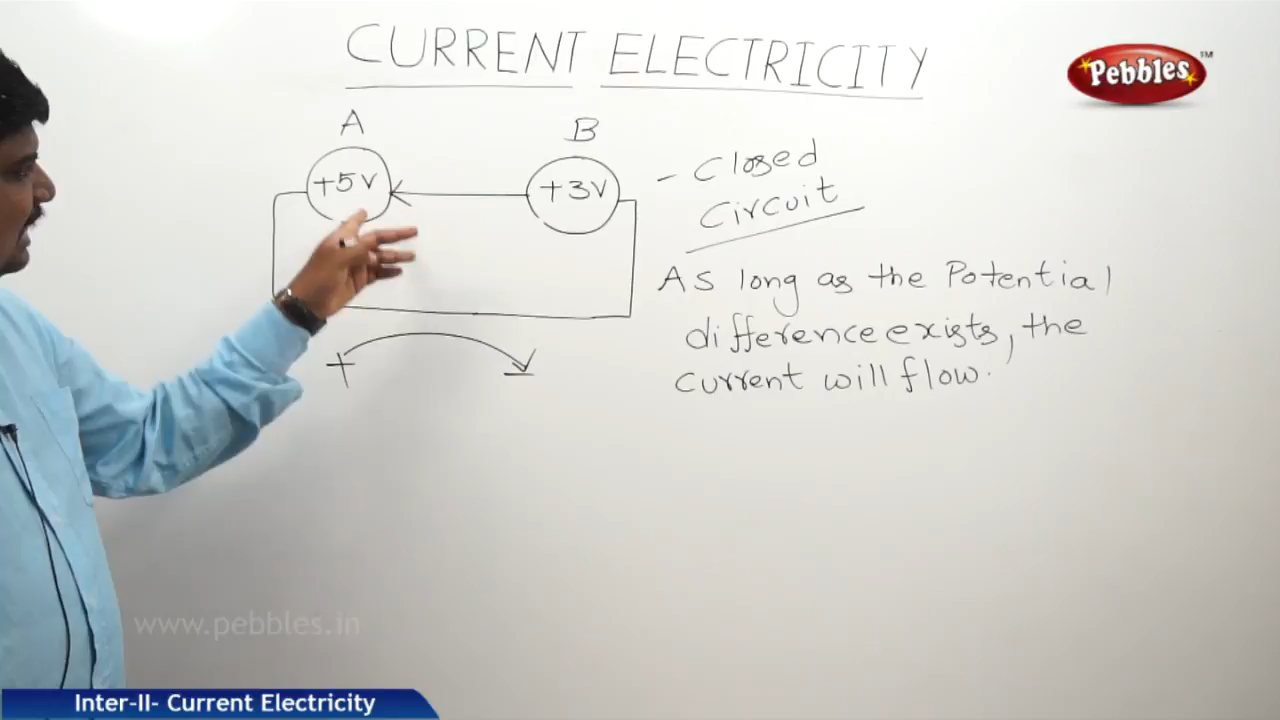 CURRENT ELECTRICITY
Pebbles™
A
B
+5V
+3V
- Closed
Circuit
As long as the Potential
difference exists, the
current will flow.
+
-
www.pebbles.in
Inter-II- Current Electricity